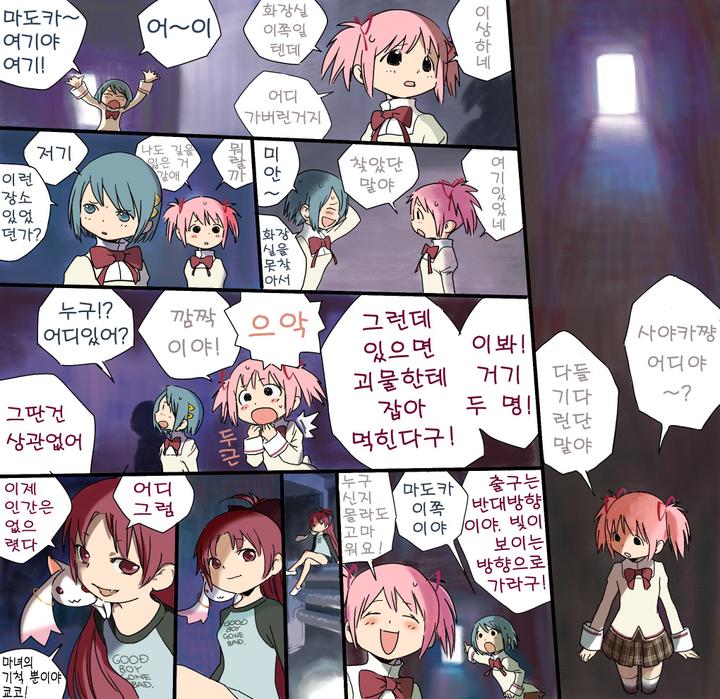 사야카쨩
어디야
~?
다들
기다
린단
말야
이
상
하
네
화장실
이쪽일
텐데
어디
가버린거지
어~이
마도카~
여기야
여기!
여
기
있
었
네
찾았단
말야
미
안
~
화장
실을
못찾
아서
뭐
랄
까
나도 길을
잃은 거
같애
저기
이런
장소
있었
던가?
이봐!
거기
두 명!
그런데
있으면
괴물한테
잡아
먹힌다구!
으악
두
근
깜짝
이야!
누구!?
어디있어?
그딴건
상관없어
출구는
반대방향
이야. 빛이
보이는
방향으로
가라구!
마도카
이쪽
이야
누구
신지
몰라도
고마
워요!
어디
그럼
GOOD
BOY
GONE
BAD.
이제
인간은
없으
렷다
GOOD
BOY
GONE
BAD.
마녀의
기척 뿐이야
쿄코!